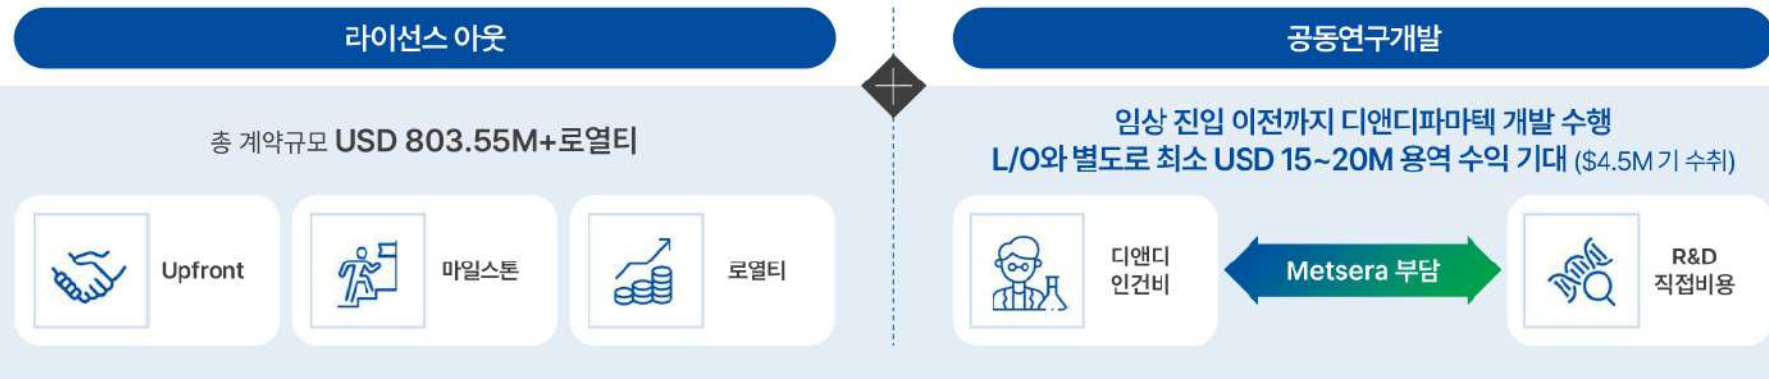 라이선스 아웃
총 계약규모 USD 803.55M+로열티
Upfront
마일스톤
로열티
공동연구개발
임상 진입 이전까지 디앤디파마텍 개발 수행
L/O와 별도로 최소 USD 15~20M 용역 수익 기대 ($4.5M 기 수취)
디앤디
인건비
Metsera 부담
R&D
직접비용